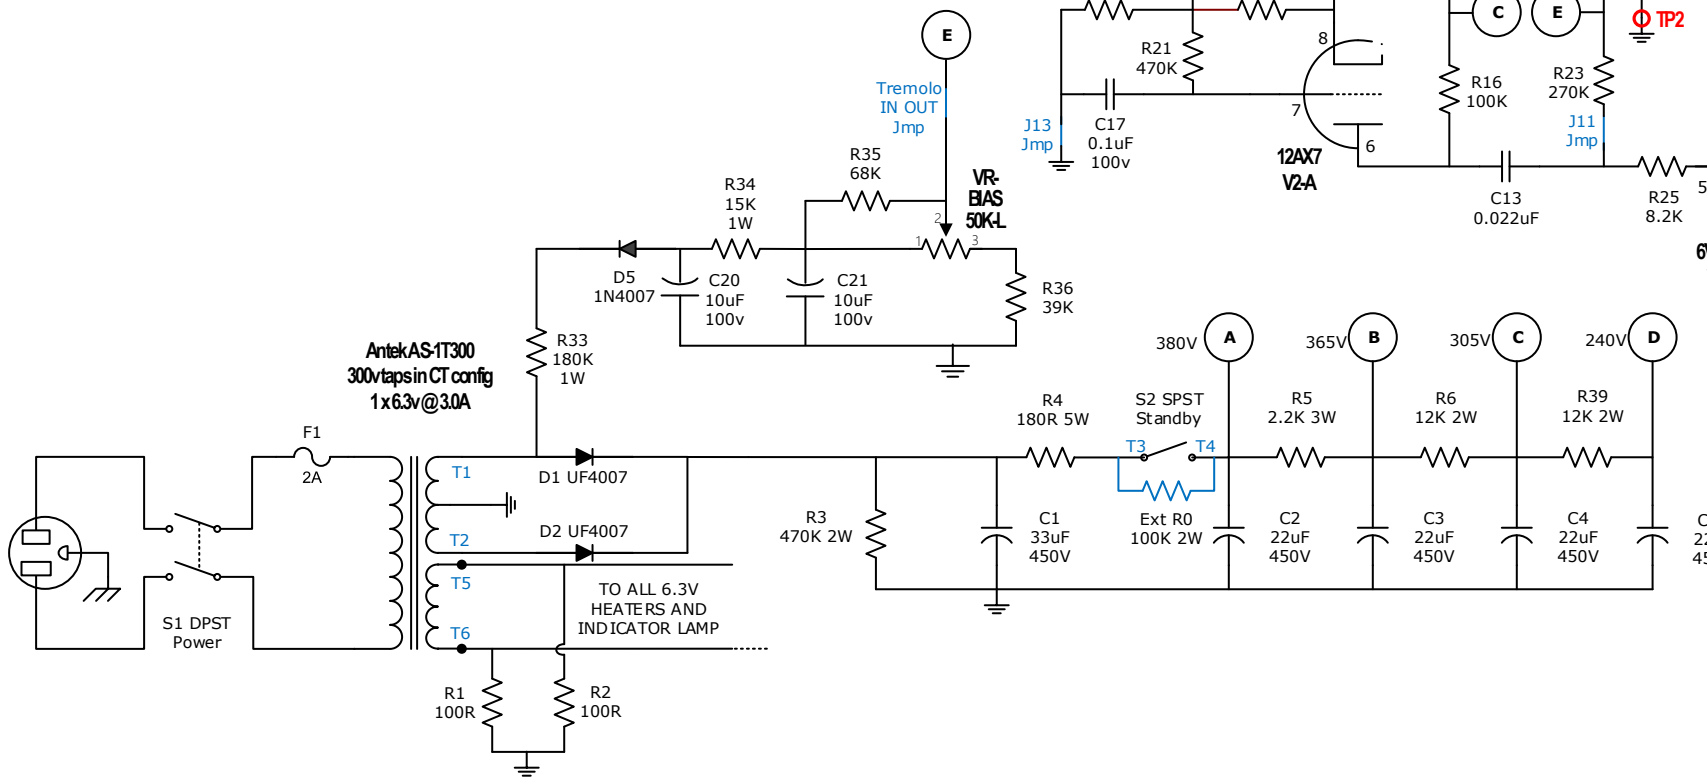 E
C
E
TP2
8
R21
470K
R16
100K
R23
270K
Tremolo
IN OUT
Jmp
7
J13
Jmp
C17
0.1uF
100v
J11
Jmp
6
12AX7
V2-A
R35
68K
VR-
BIAS
50K-L
R34
15K
1W
C13
0.022uF
R25
8.2K
5
2
1
3
D5
1N4007
C20
10uF
100v
C21
10uF
100v
R36
39K
Antek AS-1T300
300v taps in CT config
1 x 6.3v @ 3.0A
R33
180K
1W
380V
A
365V
B
305V
C
240V
D
R4
180R 5W
S2 SPST
Standby
R5
2.2K 3W
R6
12K 2W
R39
12K 2W
F1
2A
T3
T4
T1
D1 UF4007
T2
D2 UF4007
R3
470K 2W
C1
33uF
450V
Ext R0
100K 2W
C2
22uF
450V
C3
22uF
450V
C4
22uF
450V
T5
TO ALL 6.3V
HEATERS AND
INDICATOR LAMP
T6
S1 DPST
Power
R1
100R
R2
100R